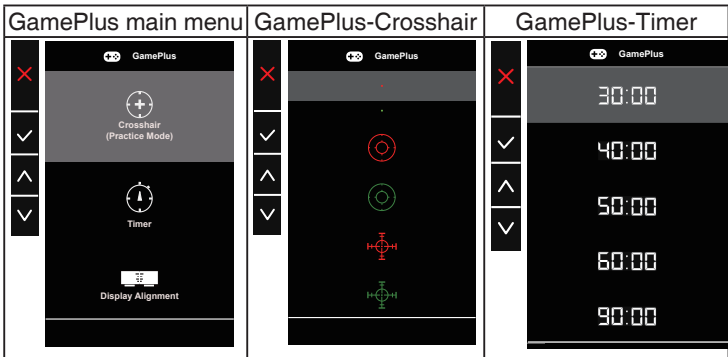 GamePlus main menu
GamePlus-Crosshair
GamePlus-Timer
GamePlus
Crosshair
(Practice Mode)
Timer
Display Alignment
GamePlus
GamePlus
30:00
40:00
50:00
60:00
90:00